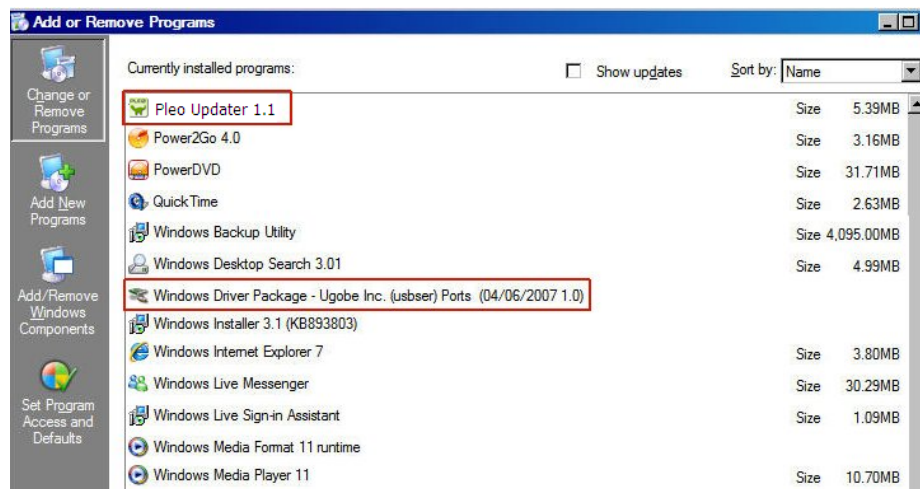 Add or Remove Programs
Change or
Remove
Programs
Add New
Programs
Add/Remove
Windows
Components
Set Program
Access and
Defaults
Currently installed programs:
Show updates
Sort by: Name
Pleo Updater 1.1 Size 5.39MB
Power2Go 4.0 Size 3.16MB
PowerDVD Size 31.71MB
QuickTime Size 2.63MB
Windows Backup Utility Size 4,095.00MB
Windows Desktop Search 3.01 Size 4.99MB
Windows Driver Package - Ugobe Inc. (usbser) Ports (04/06/2007 1.0)
Windows Installer 3.1 (KB893803)
Windows Internet Explorer 7 Size 3.80MB
Windows Live Messenger Size 30.29MB
Windows Live Sign-in Assistant Size 1.09MB
Windows Media Format 11 runtime
Windows Media Player 11 Size 10.70MB